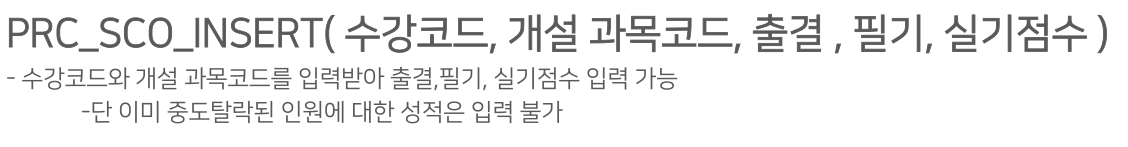 PRC_SCO_INSERT( 수강코드, 개설 과목코드, 출결 , 필기, 실기점수 )
- 수강코드와 개설 과목코드를 입력받아 출결,필기, 실기점수 입력 가능
-단 이미 중도탈락된 인원에 대한 성적은 입력 불가